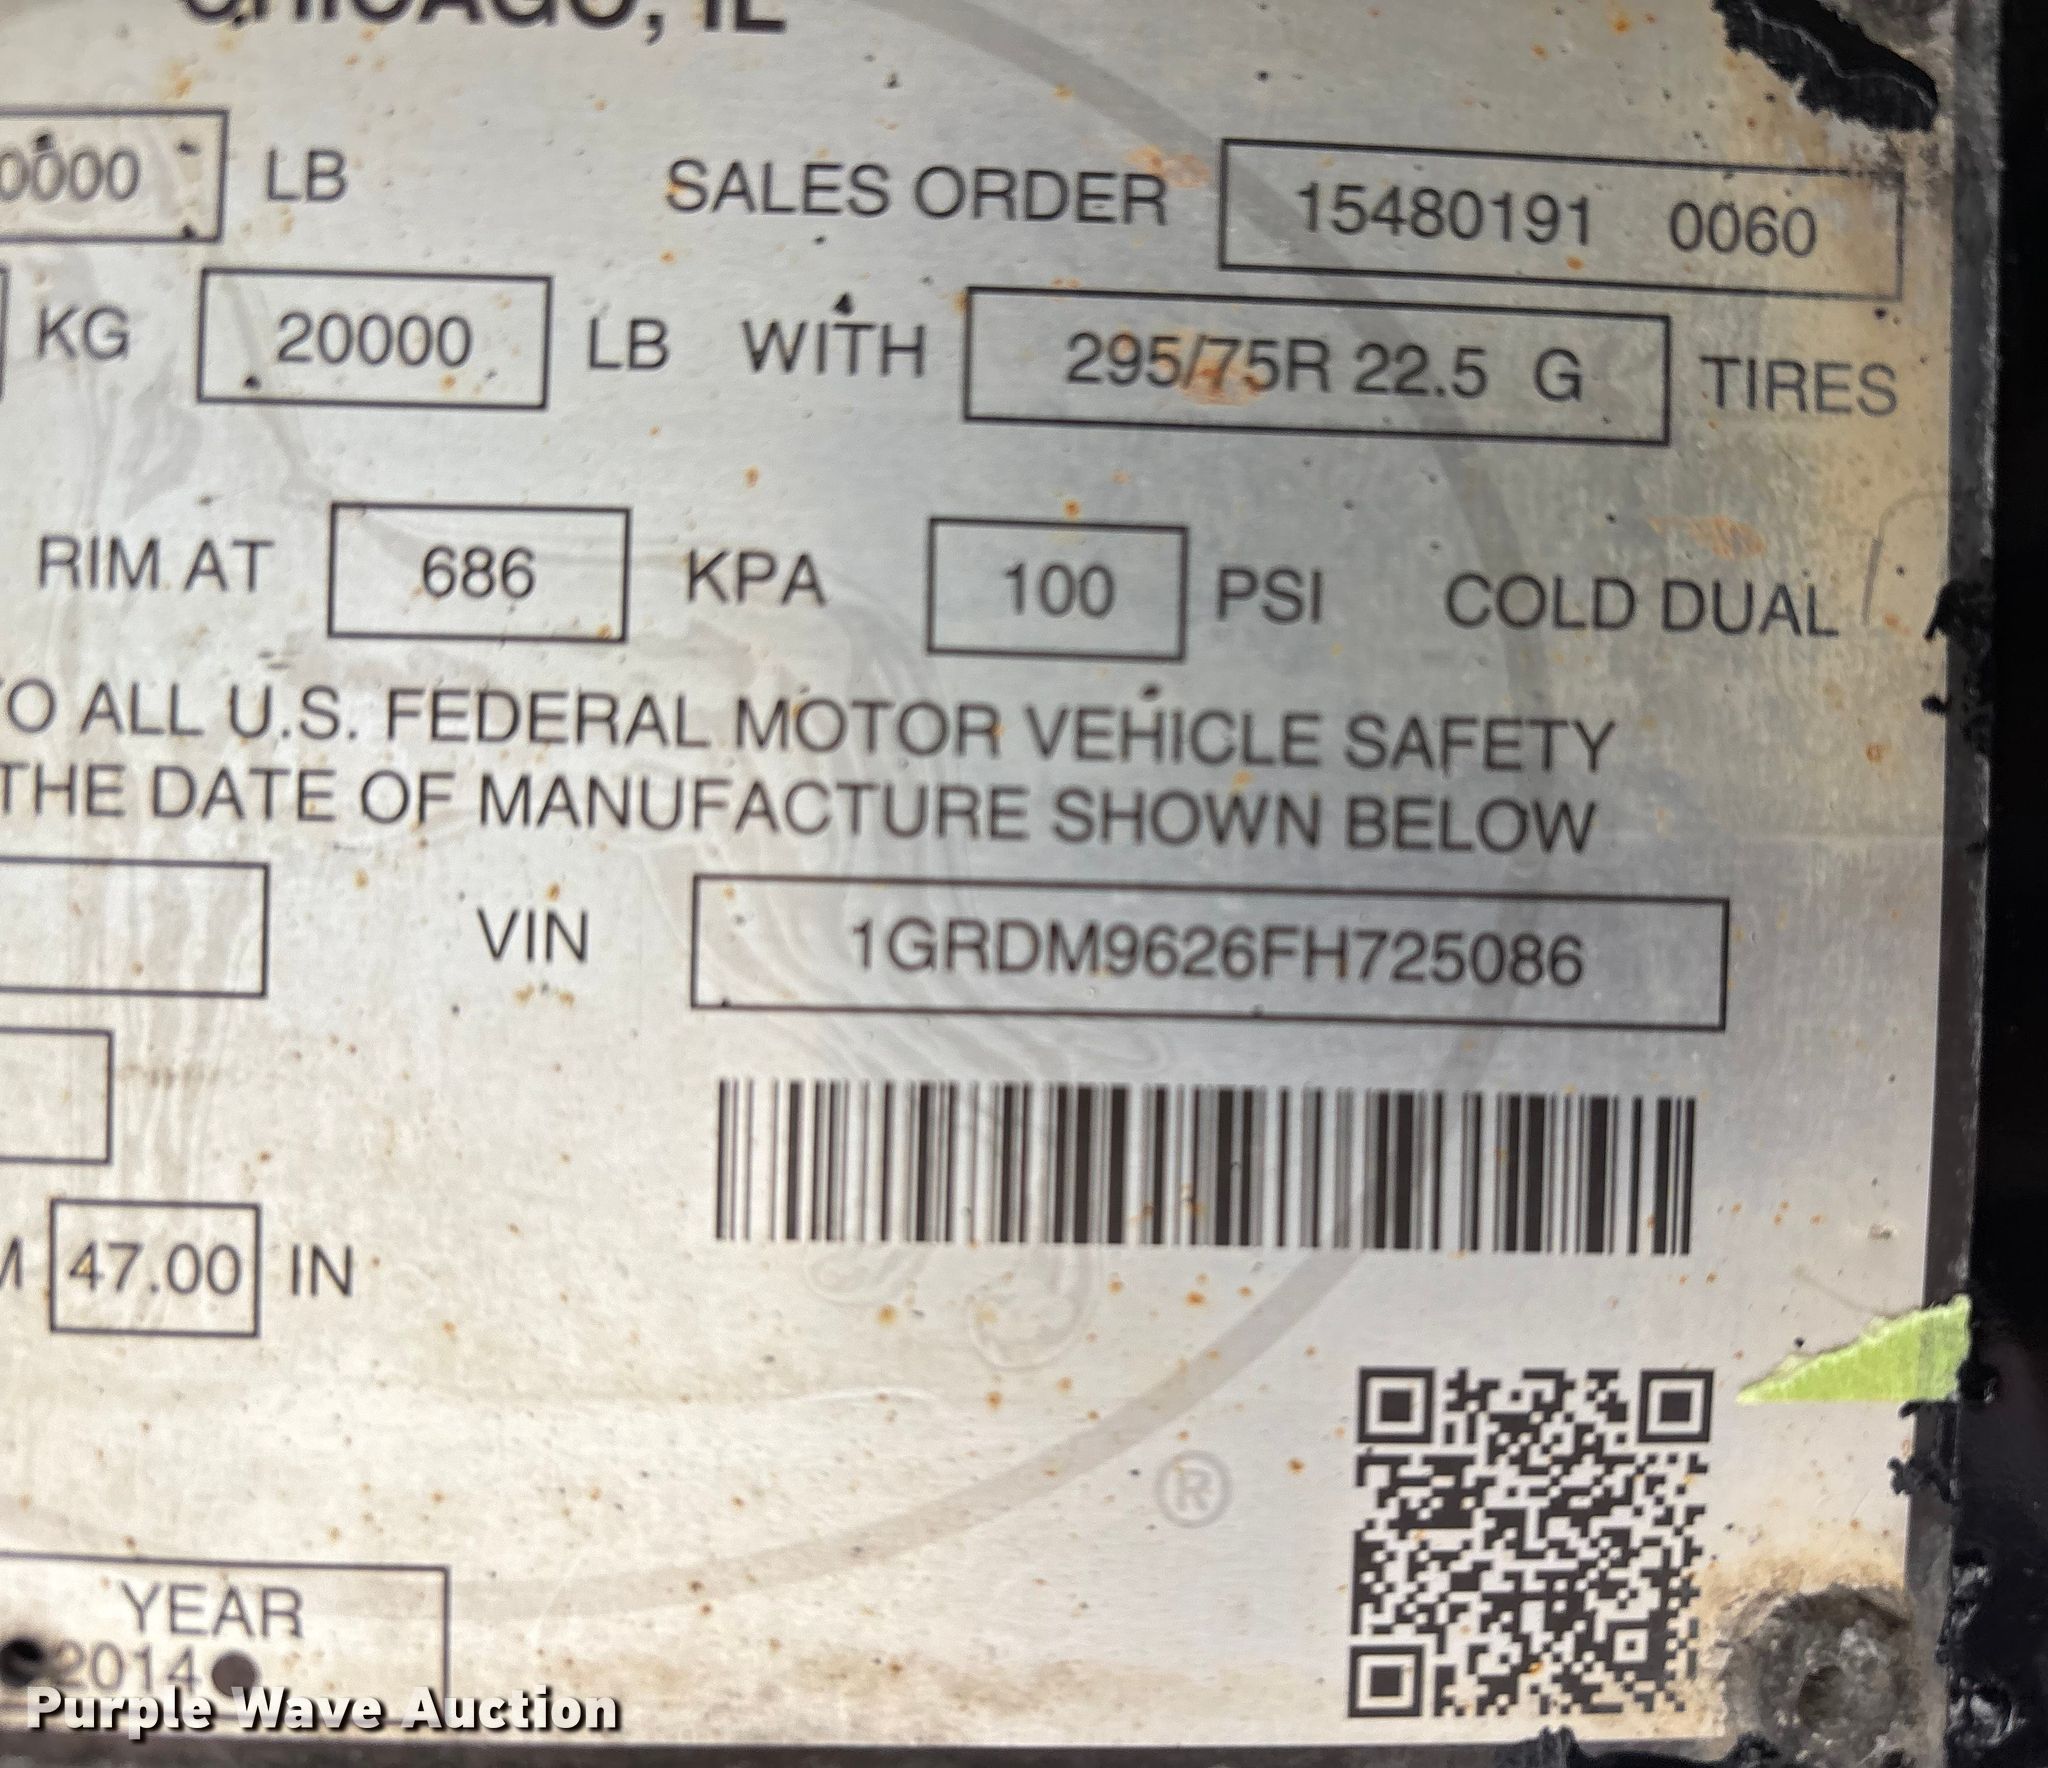 CHICAGO, IL
0000 LB SALES ORDER 15480191 0060
KG 20000 LB WITH 295/75R 22.5 G TIRES
RIM AT 686 KPA 100 PSI COLD DUAL
O ALL U.S. FEDERAL MOTOR VEHICLE SAFETY
THE DATE OF MANUFACTURE SHOWN BELOW
VIN 1GRDM9626FH725086
M 47.00 IN
®
YEAR
2014
Purple Wave Auction